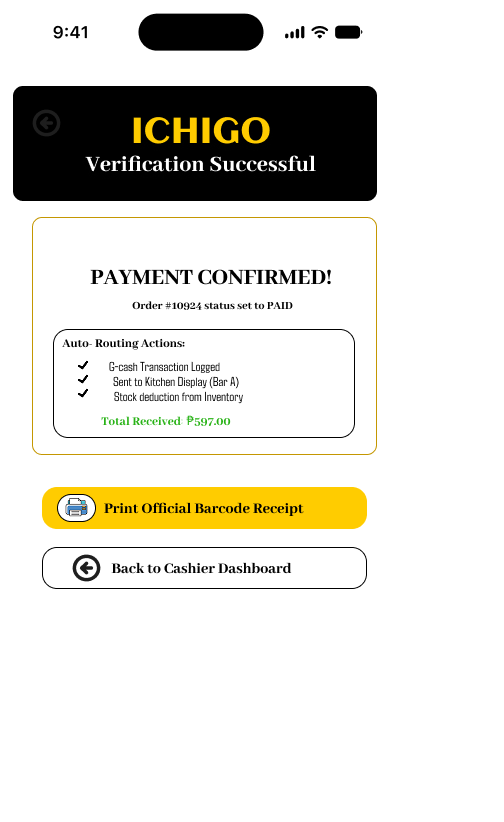 9:41
ICHIGO
Verification Successful
PAYMENT CONFIRMED!
Order #10924 status set to PAID
Auto- Routing Actions:
G-cash Transaction Logged
Sent to Kitchen Display (Bar A)
Stock deduction from Inventory
Total Received ₱597.00
Print Official Barcode Receipt
Back to Cashier Dashboard